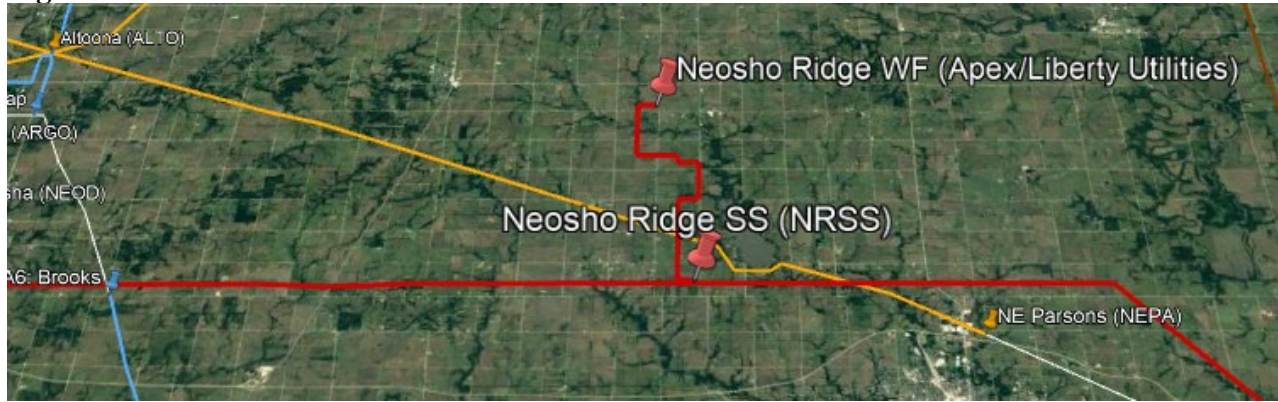 Altoona (ALTO)
Neosho Ridge WF (Apex/Liberty Utilities)
ap
(ARGO)
sha (NEOD)
Neosho Ridge SS (NRSS)
A6: Brooks
NE Parsons (NEPA)